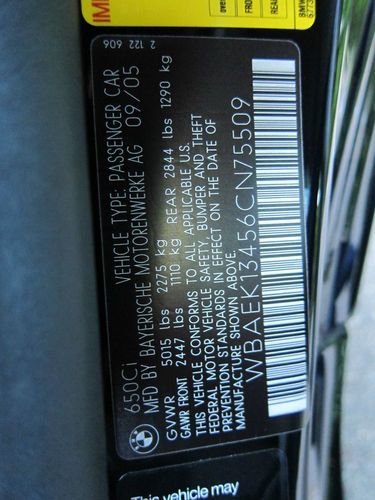 2 122 606
650Ci VEHICLE TYPE: PASSENGER CAR
MFD BY BAYERISCHE MOTORENWERKE AG 09/05
GVWR 5015 lbs 2275 kg
GAWR FRONT 2447 lbs 1110 kg REAR 2844 lbs 1290 kg
THIS VEHICLE CONFORMS TO ALL APPLICABLE U.S.
FEDERAL MOTOR VEHICLE SAFETY, BUMPER AND THEFT
PREVENTION STANDARDS IN EFFECT ON THE DATE OF
MANUFACTURE SHOWN ABOVE.
WBAEK13456CN75509
This vehicle may